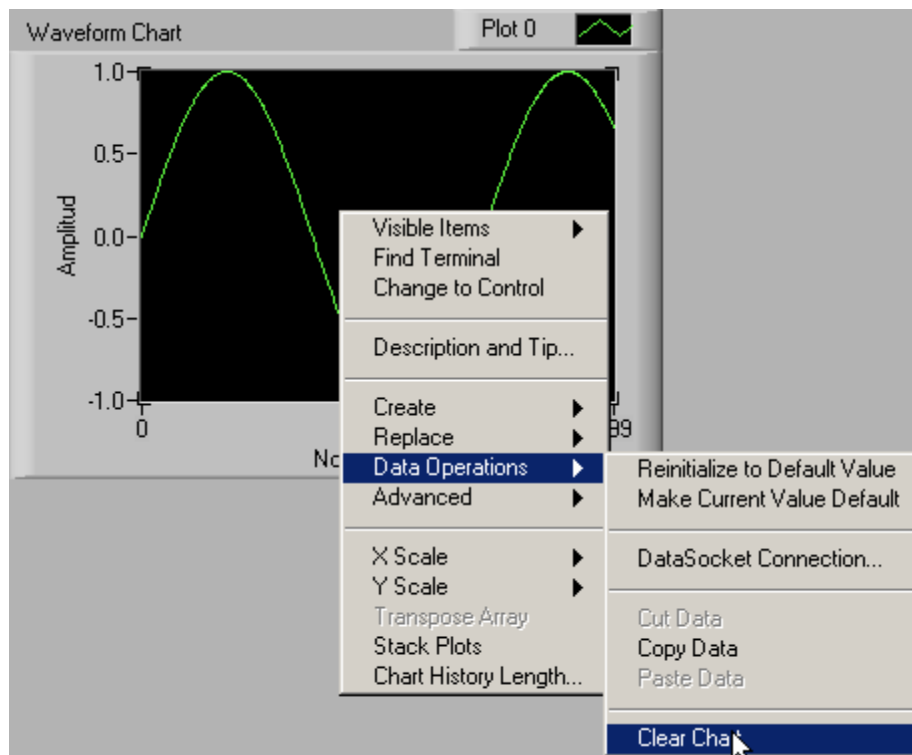 Waveform Chart
Plot 0
1.0
0.5
0.0
-0.5
-1.0
Amplitud
0
99
Visible Items
Find Terminal
Change to Control
Description and Tip...
Create
Replace
Data Operations
Advanced
X Scale
Y Scale
Transpose Array
Stack Plots
Chart History Length...
Reinitialize to Default Value
Make Current Value Default
DataSocket Connection...
Cut Data
Copy Data
Paste Data
Clear Chart